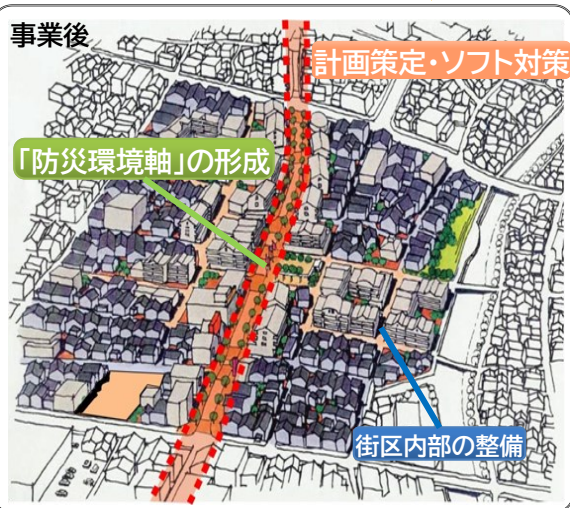 事業後
計画策定・ソフト対策
「防災環境軸」の形成
街区内部の整備